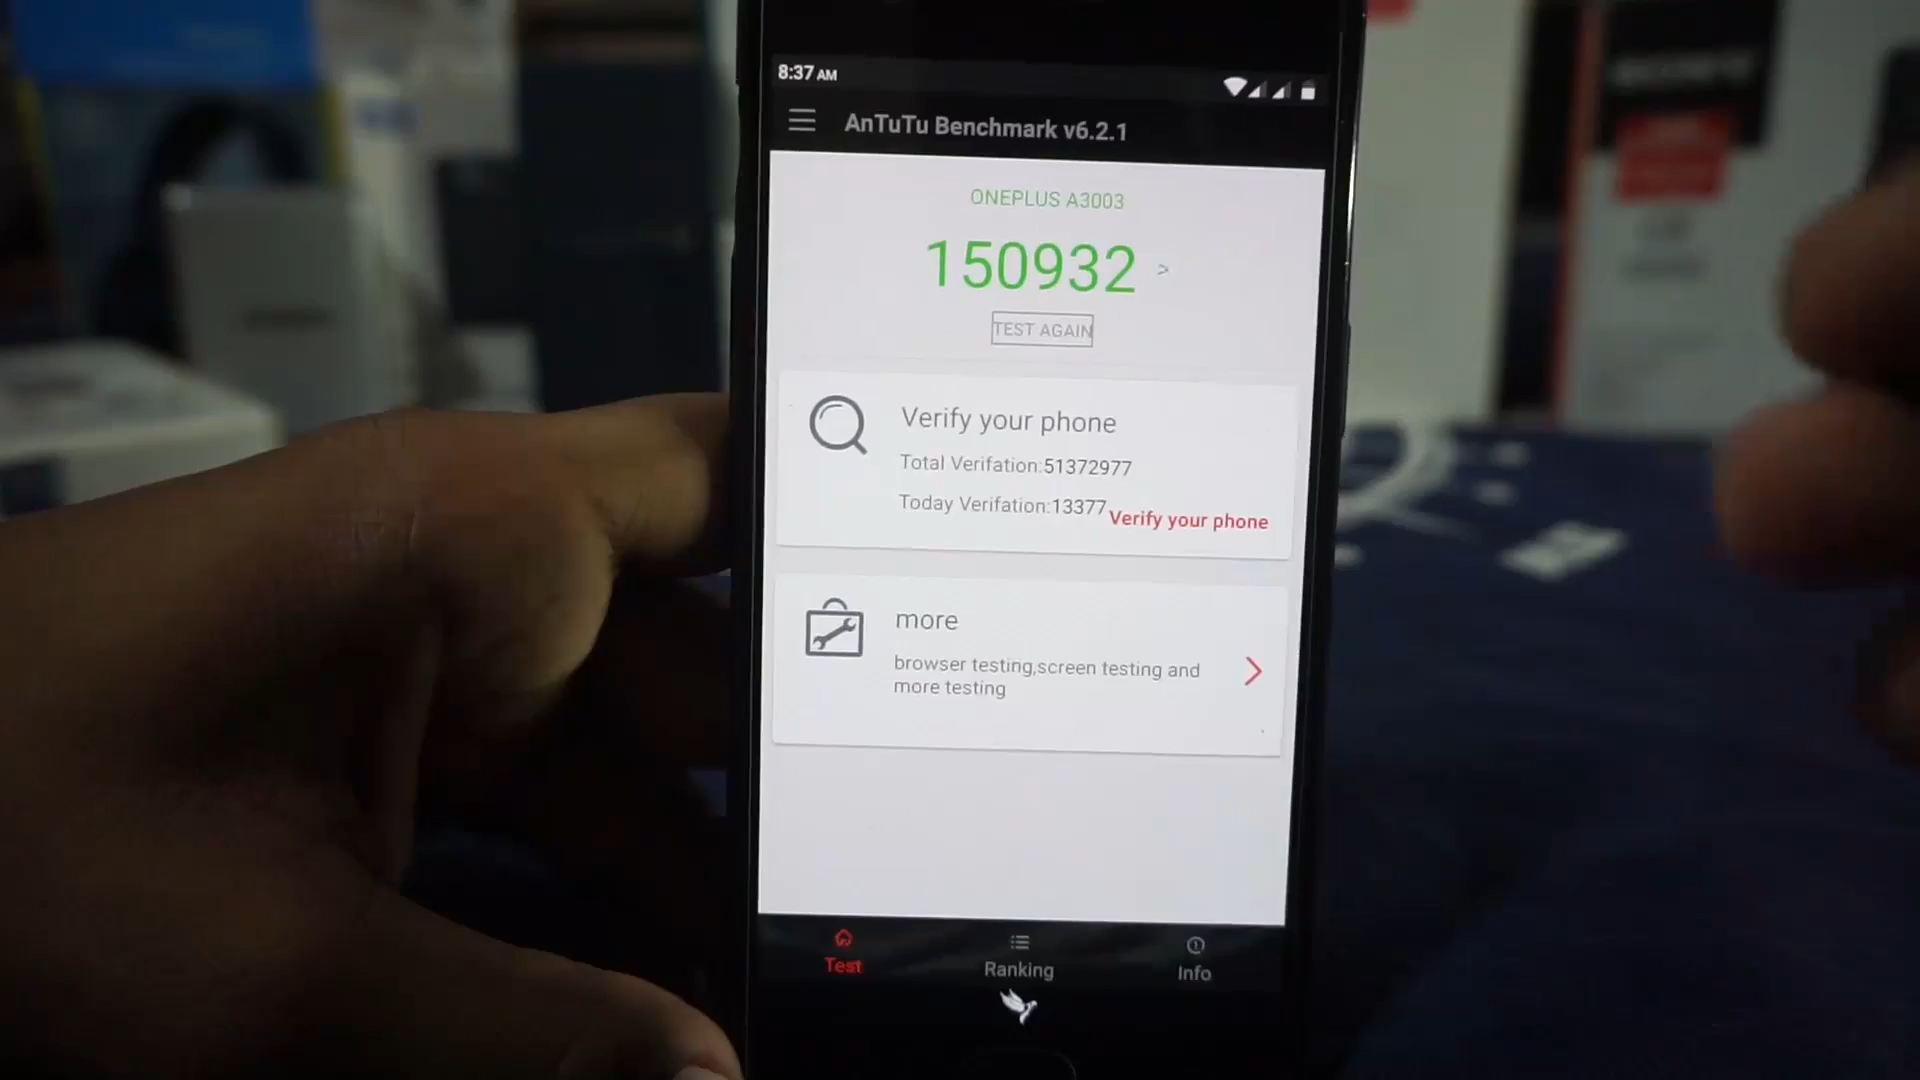 8:37 AM
AnTuTu Benchmark v6.2.1
ONEPLUS A3003
150932 >
TEST AGAIN
Verify your phone
Total Verifation:51372977
Today Verifation:13377
Verify your phone
more
browser testing,screen testing and
more testing
Test
Ranking
Info